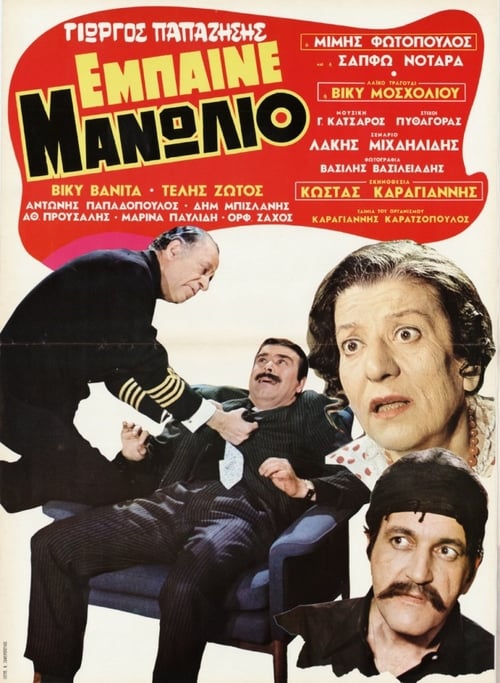 ΓΙΩΡΓΟΣ ΠΑΠΑΖΗΣΗΣ
ΕΜΠΑΙΝΕ
ΜΑΝΩΛΙΟ
ο ΜΙΜΗΣ ΦΩΤΟΠΟΥΛΟΣ
και η ΣΑΠΦΩ ΝΟΤΑΡΑ
ΛΑΪΚΟ ΤΡΑΓΟΥΔΙ
η ΒΙΚΥ ΜΟΣΧΟΛΙΟΥ
ΜΟΥΣΙΚΗ ΣΤΙΧΟΙ
Γ. ΚΑΤΣΑΡΟΣ ΠΥΘΑΓΟΡΑΣ
ΣΕΝΑΡΙΟ
ΛΑΚΗΣ ΜΙΧΑΗΛΙΔΗΣ
ΦΩΤΟΓΡΑΦΙΑ
ΒΑΣΙΛΗΣ ΒΑΣΙΛΕΙΑΔΗΣ
ΣΚΗΝΟΘΕΣΙΑ
ΚΩΣΤΑΣ ΚΑΡΑΓΙΑΝΝΗΣ
ΤΑΙΝΙΑ ΤΟΥ ΟΡΓΑΝΙΣΜΟΥ
ΚΑΡΑΓΙΑΝΝΗΣ ΚΑΡΑΤΖΟΠΟΥΛΟΣ
ΒΙΚΥ ΒΑΝΙΤΑ · ΤΕΛΗΣ ΖΩΤΟΣ
ΑΝΤΩΝΗΣ ΠΑΠΑΔΟΠΟΥΛΟΣ · ΔΗΜ ΜΠΙΣΛΑΝΗΣ
ΑΘ ΠΡΟΥΣΑΛΗΣ · ΜΑΡΙΝΑ ΠΑΥΛΙΔΗ · ΟΡΦ ΖΑΧΟΣ